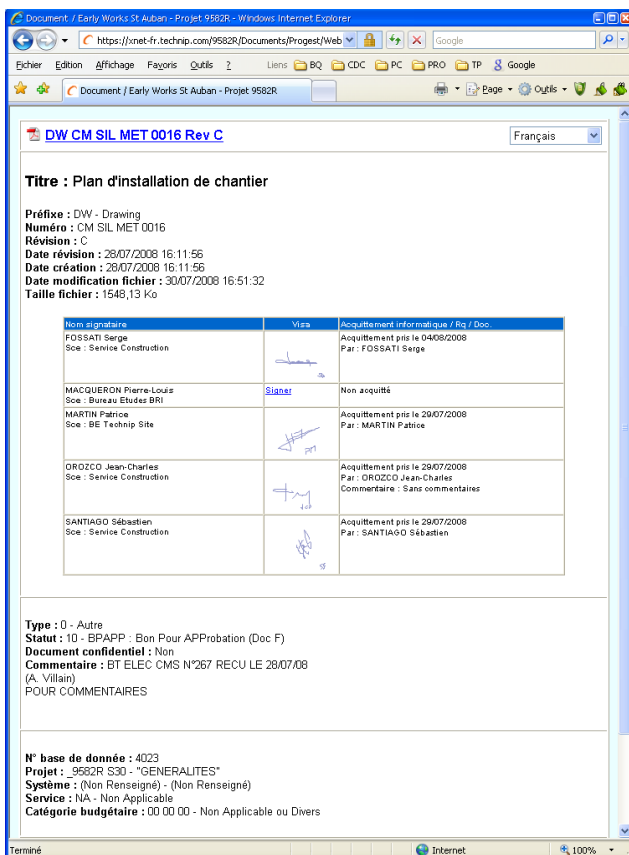 Document / Early Works St Auban - Projet 9582R - Windows Internet Explorer
https://xnet-fr.technip.com/9582R/Documents/Progest/Web
Google
Fichier Edition Affichage Favoris Outils ? Liens BQ CDC PC PRO TP Google
Document / Early Works St Auban - Projet 9582R
Page Outils
DW CM SIL MET 0016 Rev C
Français
Titre : Plan d'installation de chantier
Préfixe : DW - Drawing
Numéro : CM SIL MET 0016
Révision : C
Date révision : 28/07/2008 16:11:56
Date création : 28/07/2008 16:11:56
Date modification fichier : 30/07/2008 16:51:32
Taille fichier : 1548,13 Ko
Nom signataire Visa Acquittement informatique / Rq / Doc.
FOSSATI Serge Acquittement pris le 04/08/2008
Sce : Service Construction Par : FOSSATI Serge
MACQUERON Pierre-Louis Signer Non acquitté
Sce : Bureau Etudes BRI
MARTIN Patrice Acquittement pris le 29/07/2008
Sce : BE Technip Site Par : MARTIN Patrice
OROZCO Jean-Charles Acquittement pris le 29/07/2008
Sce : Service Construction Par : OROZCO Jean-Charles
Commentaire : Sans commentaires
SANTIAGO Sébastien Acquittement pris le 29/07/2008
Sce : Service Construction Par : SANTIAGO Sébastien
Type : 0 - Autre
Statut : 10 - BPAPP : Bon Pour APProbation (Doc F)
Document confidentiel : Non
Commentaire : BT ELEC CMS N°267 RECU LE 28/07/08
(A. Villain)
POUR COMMENTAIRES
N° base de donnée : 4023
Projet : _9582R S30 - "GENERALITES"
Système : (Non Renseigné) - (Non Renseigné)
Service : NA - Non Applicable
Catégorie budgétaire : 00 00 00 - Non Applicable ou Divers
Terminé Internet 100%